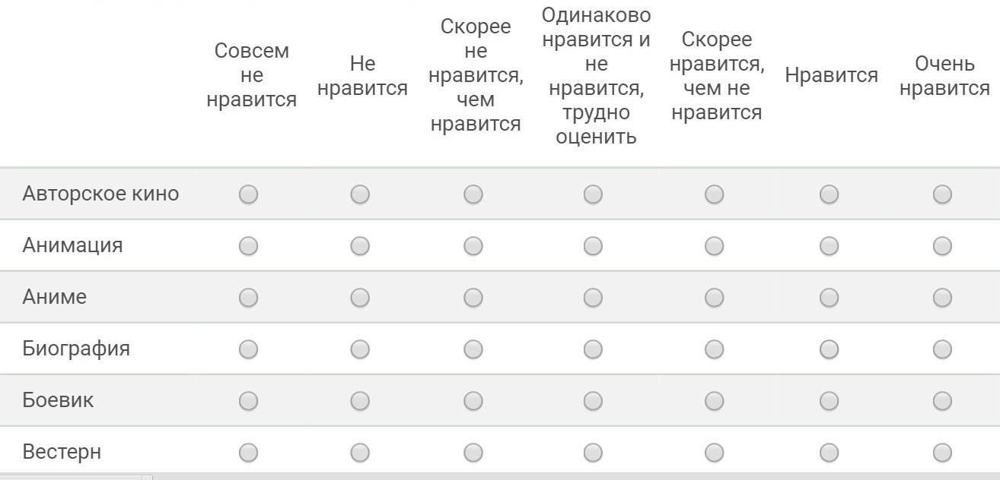 Совсем
не
нравится
Не
нравится
Скорее
не
нравится,
чем
нравится
Одинаково
нравится и
не
нравится,
трудно
оценить
Скорее
нравится,
чем не
нравится
Нравится
Очень
нравится
Авторское кино
Анимация
Аниме
Биография
Боевик
Вестерн